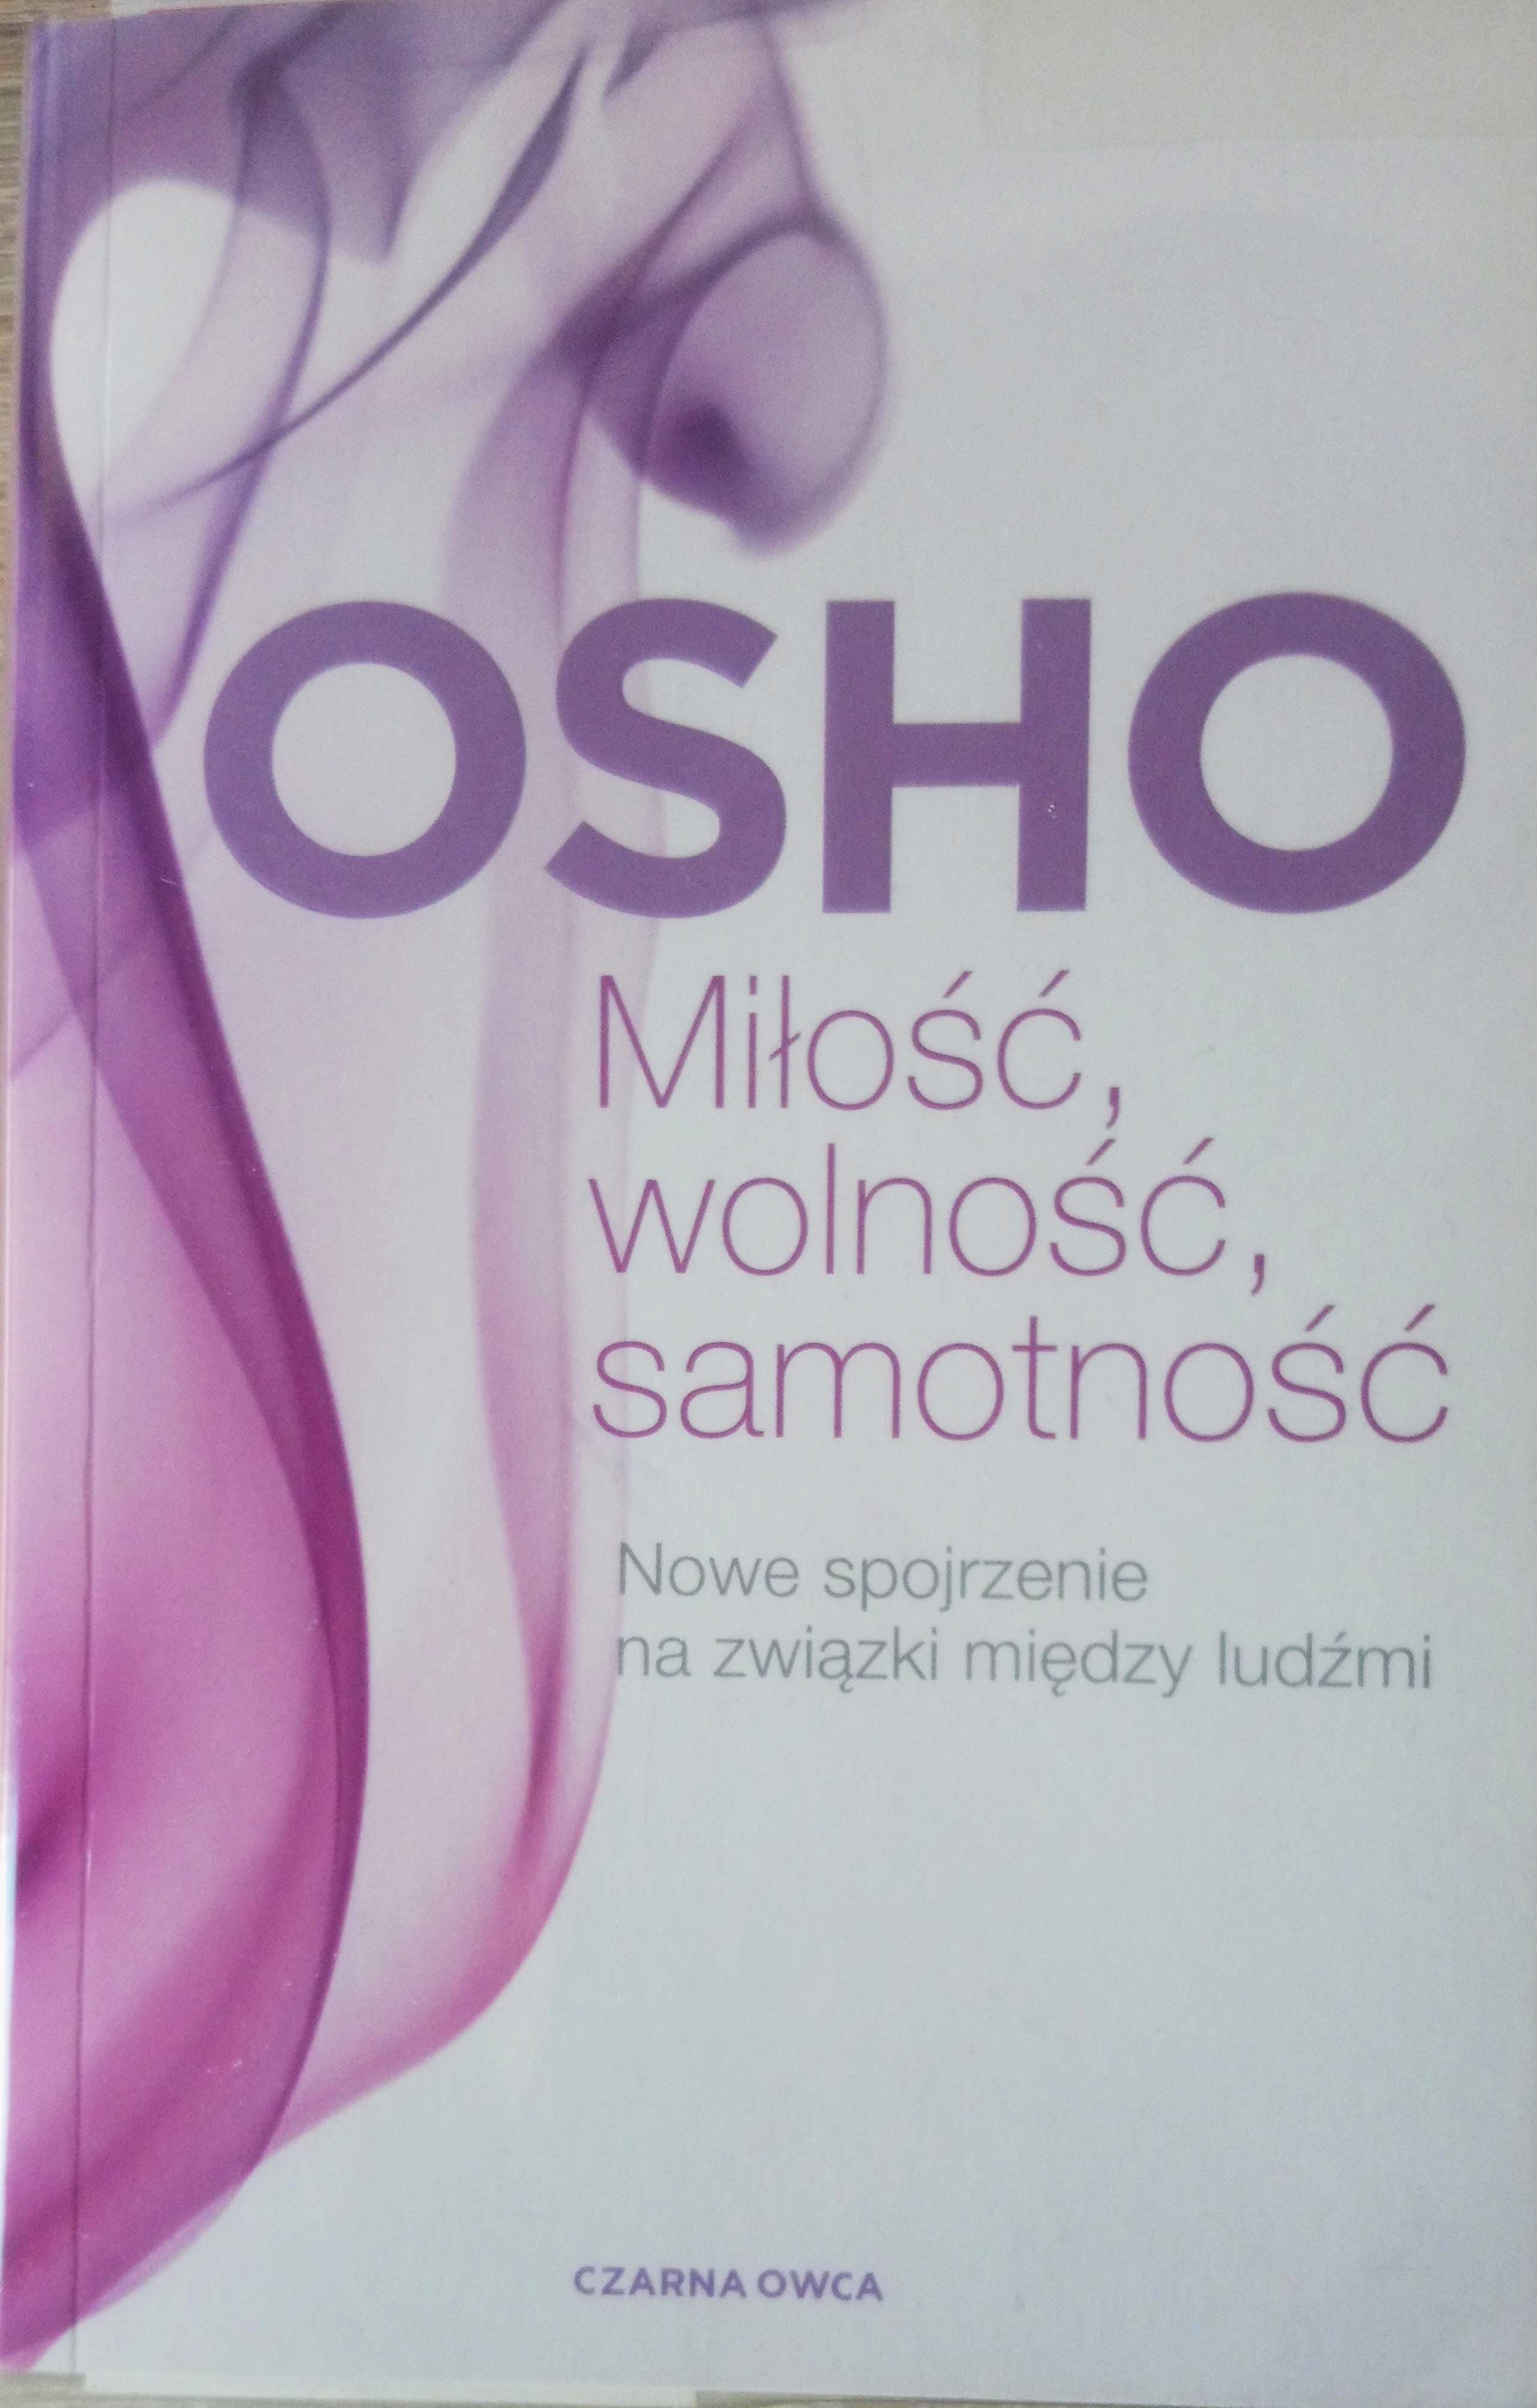 OSHO
Miłość,
wolność,
samotność
Nowe spojrzenie
na związki między ludźmi
CZARNA OWCA